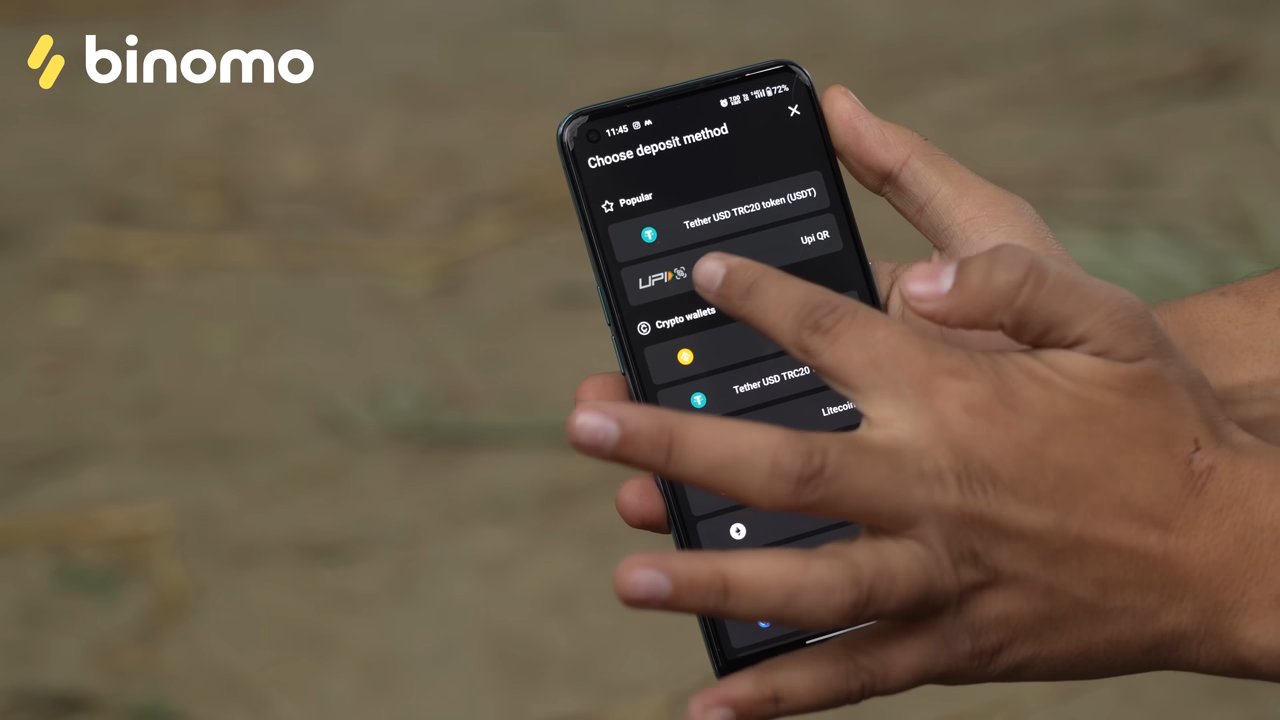 binomo
11:45
72%
Choose deposit method
Popular
Tether USD TRC20 token (USDT)
UPI
Upi QR
Crypto wallets
Tether USD TRC20
Litecoin